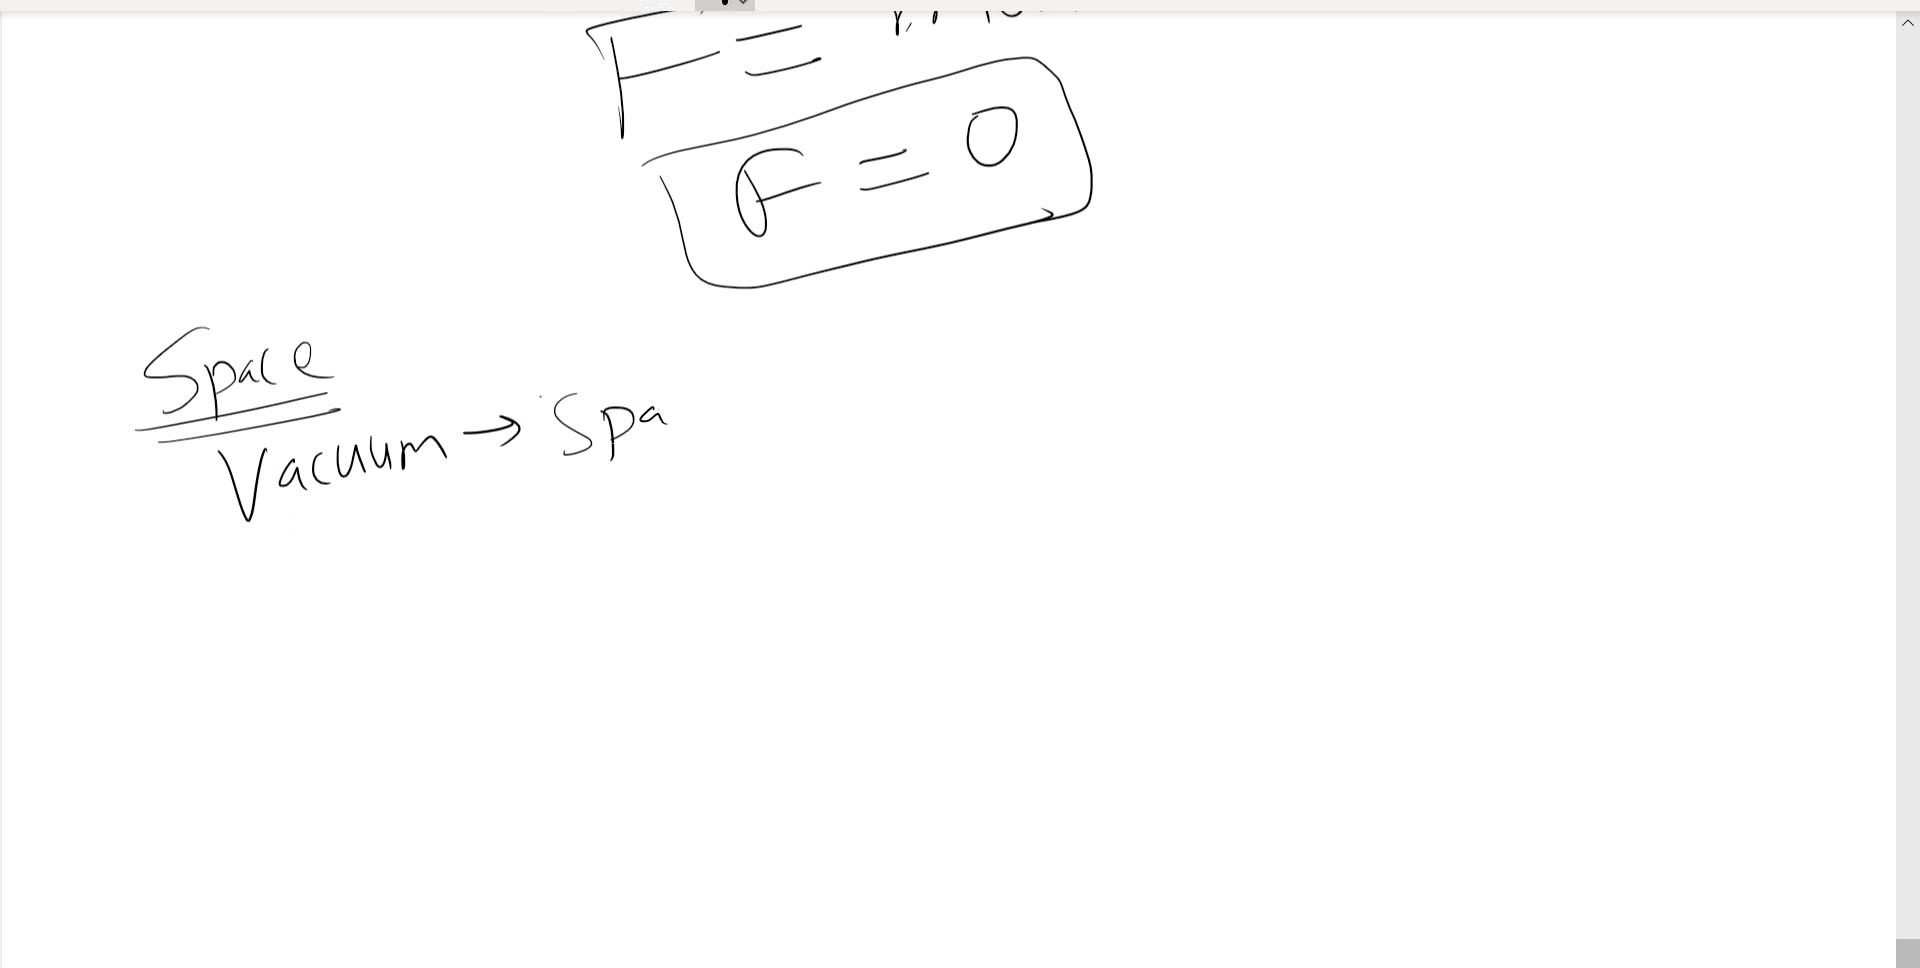 F =
F = 0
Space
Vacuum → Spa